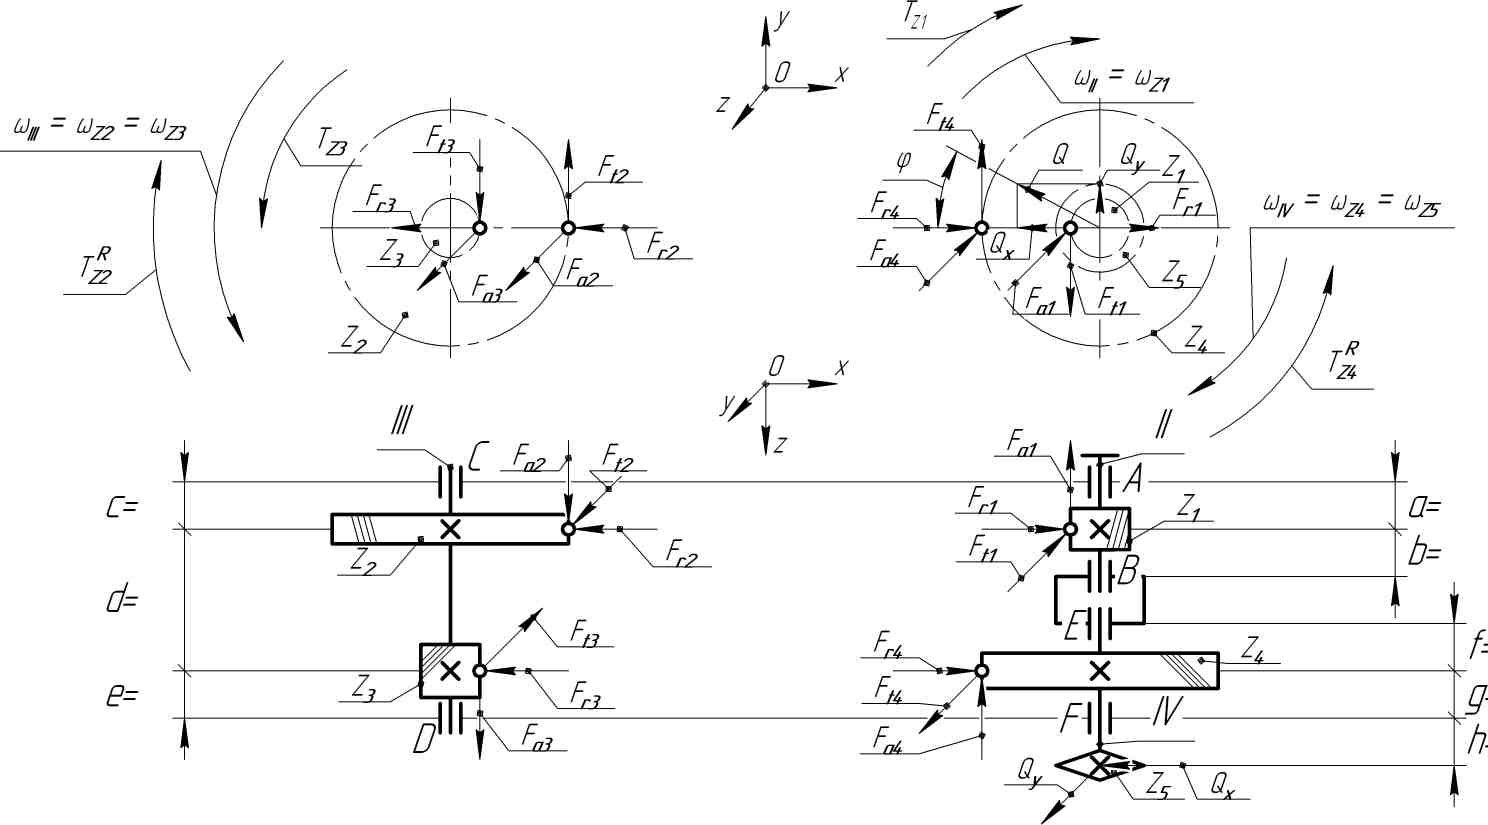 T_Z1
y
O
x
z
ω_II = ω_Z1
ω_III = ω_Z2 = ω_Z3
T_Z3
F_t3
F_t2
F_r3
F_r2
Z_3
F_a3
F_a2
Z_2
T_Z2^R
F_t4
φ
Q
Q_y
Z_1
F_r4
F_r1
Q_x
F_a4
F_a1
F_t1
Z_5
Z_4
ω_IV = ω_Z4 = ω_Z5
T_Z4^R
O
x
y
z
III
C
F_a2
F_t2
c=
Z_2
F_r2
d=
F_t3
Z_3
F_r3
e=
D
F_a3
II
F_a1
A
F_r1
Z_1
a=
F_t1
B
b=
E
F_r4
Z_4
f=
F_t4
F
IV
g=
F_a4
h=
Q_y
Z_5
Q_x